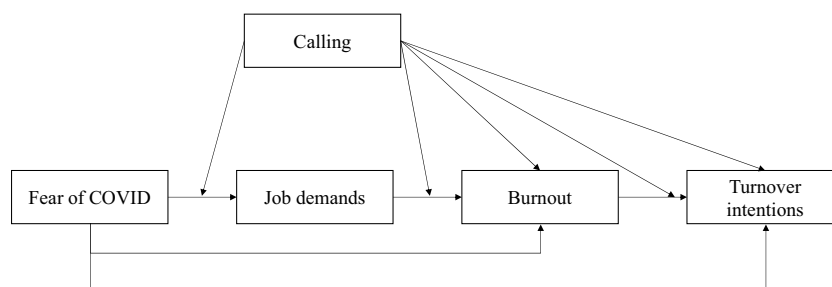 Calling
Fear of COVID
Job demands
Burnout
Turnover
intentions